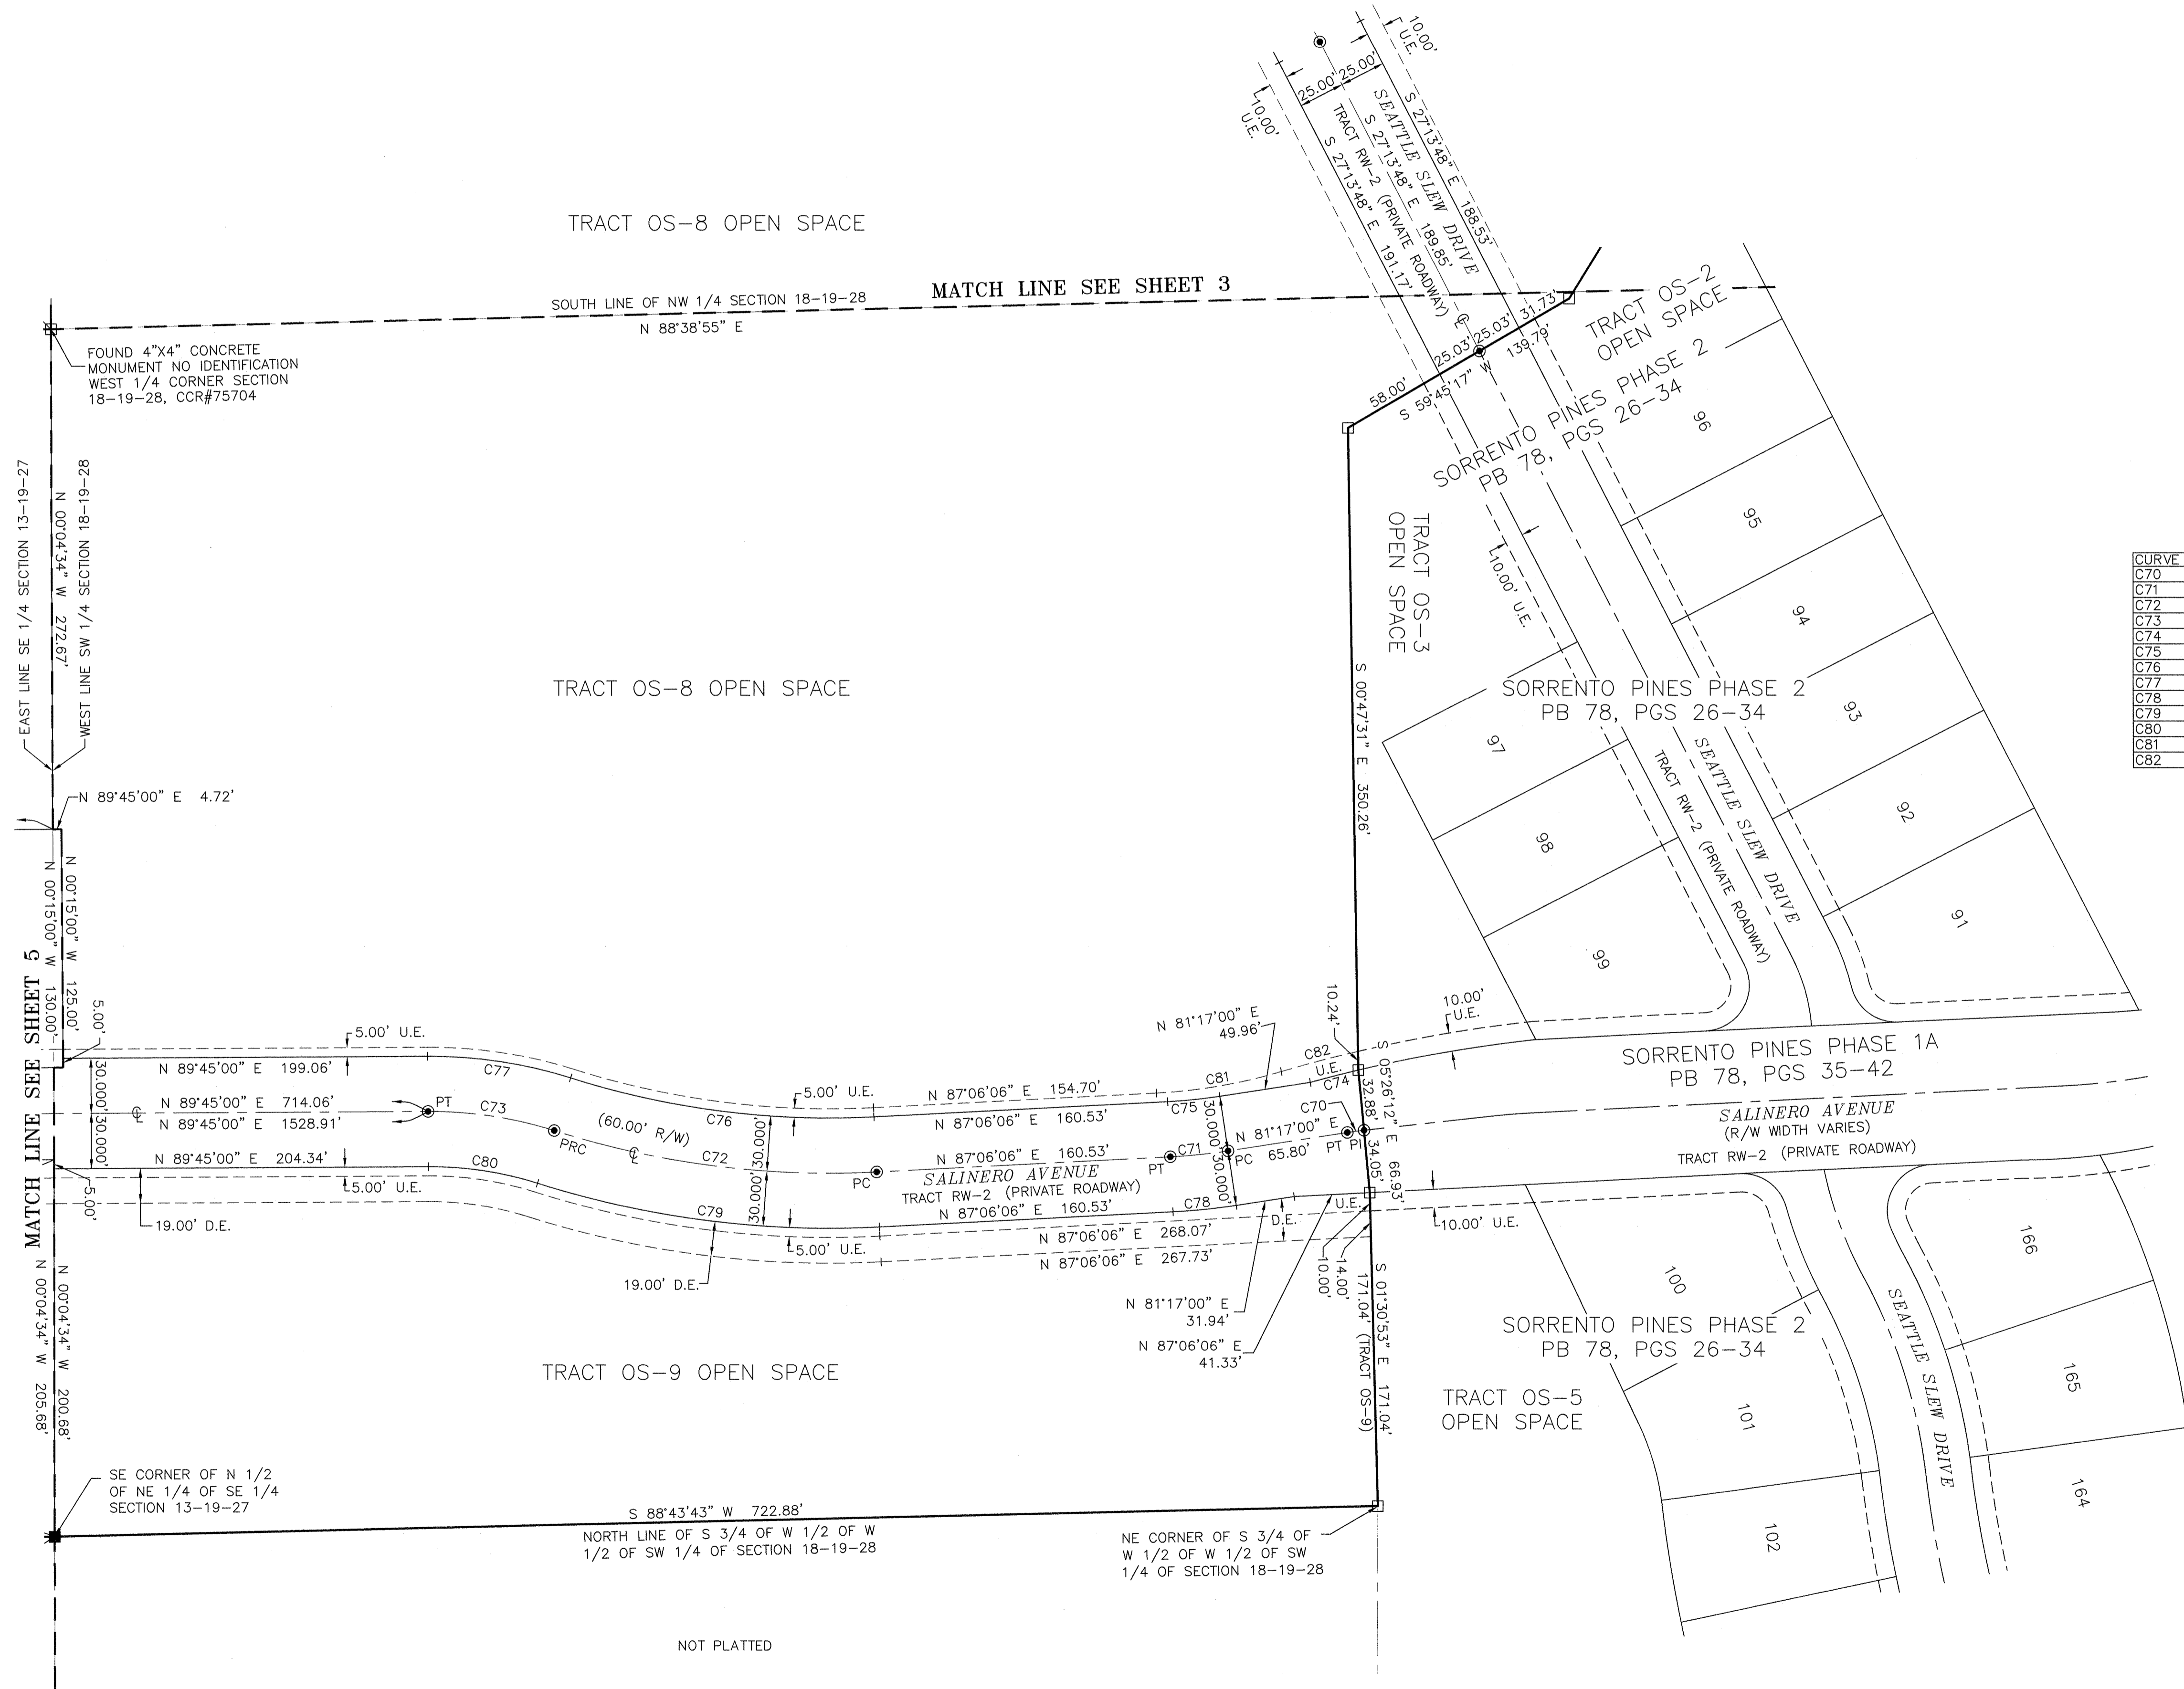 10.00'
U.E.
25.00'
25.00'
10.00'
U.E.
S 27°13'48" E 188.53'
SEATTLE SLEW DRIVE
S 27°13'48" E 189.85'
TRACT RW-2 (PRIVATE ROADWAY)
S 27°13'48" E 191.17'
TRACT OS-8 OPEN SPACE
MATCH LINE SEE SHEET 3
SOUTH LINE OF NW 1/4 SECTION 18-19-28
N 88°38'55" E
FOUND 4"X4" CONCRETE
MONUMENT NO IDENTIFICATION
WEST 1/4 CORNER SECTION
18-19-28, CCR#75704
58.00'
25.03'
25.03'
31.73'
S 59°45'17" W 139.79'
TRACT OS-2
OPEN SPACE
SORRENTO PINES PHASE 2
PB 78, PGS 26-34
96
95
94
93
92
91
EAST LINE SE 1/4 SECTION 13-19-27
N 00°04'34" W 272.67'
WEST LINE SW 1/4 SECTION 18-19-28
TRACT OS-3
OPEN SPACE
10.00' U.E.
S 00°47'31" E 350.26'
TRACT OS-8 OPEN SPACE
SORRENTO PINES PHASE 2
PB 78, PGS 26-34
97
98
99
SEATTLE SLEW DRIVE
TRACT RW-2 (PRIVATE ROADWAY)
CURVE
C70
C71
C72
C73
C74
C75
C76
C77
C78
C79
C80
C81
C82
N 89°45'00" E 4.72'
N 00°15'00" W 125.00'
N 00°15'00" W 130.00'
MATCH LINE SEE SHEET 5
5.00'
5.00' U.E.
N 89°45'00" E 199.06'
C77
30.000'
30.000'
N 89°45'00" E 714.06'
N 89°45'00" E 1528.91'
PT
C73
PRC
(60.00' R/W)
C76
C72
N 89°45'00" E 204.34'
C80
5.00' U.E.
19.00' D.E.
5.00'
5.00' U.E.
30.000'
30.000'
PC
C79
5.00' U.E.
19.00' D.E.
N 87°06'06" E 154.70'
N 87°06'06" E 160.53'
N 87°06'06" E 160.53'
SALINERO AVENUE
TRACT RW-2 (PRIVATE ROADWAY)
N 87°06'06" E 160.53'
N 87°06'06" E 268.07'
N 87°06'06" E 267.73'
C81
C75
PT
C71
C78
30.000'
30.000'
PC
N 81°17'00" E
65.80'
N 81°17'00" E
49.96'
C82
U.E.
C74
C70
PT
PI
10.24'
S 05°26'12" E 66.93'
32.88'
34.05'
U.E.
D.E.
10.00'
14.00'
N 81°17'00" E
31.94'
N 87°06'06" E
41.33'
S 01°30'53" E 171.04'
171.04' (TRACT OS-9)
10.00'
U.E.
SORRENTO PINES PHASE 1A
PB 78, PGS 35-42
SALINERO AVENUE
(R/W WIDTH VARIES)
TRACT RW-2 (PRIVATE ROADWAY)
10.00' U.E.
100
101
102
166
165
164
SORRENTO PINES PHASE 2
PB 78, PGS 26-34
SEATTLE SLEW DRIVE
TRACT OS-5
OPEN SPACE
TRACT OS-9 OPEN SPACE
N 00°04'34" W 200.68'
N 00°04'34" W 205.68'
SE CORNER OF N 1/2
OF NE 1/4 OF SE 1/4
SECTION 13-19-27
S 88°43'43" W 722.88'
NORTH LINE OF S 3/4 OF W 1/2 OF W
1/2 OF SW 1/4 OF SECTION 18-19-28
NE CORNER OF S 3/4 OF
W 1/2 OF W 1/2 OF SW
1/4 OF SECTION 18-19-28
NOT PLATTED